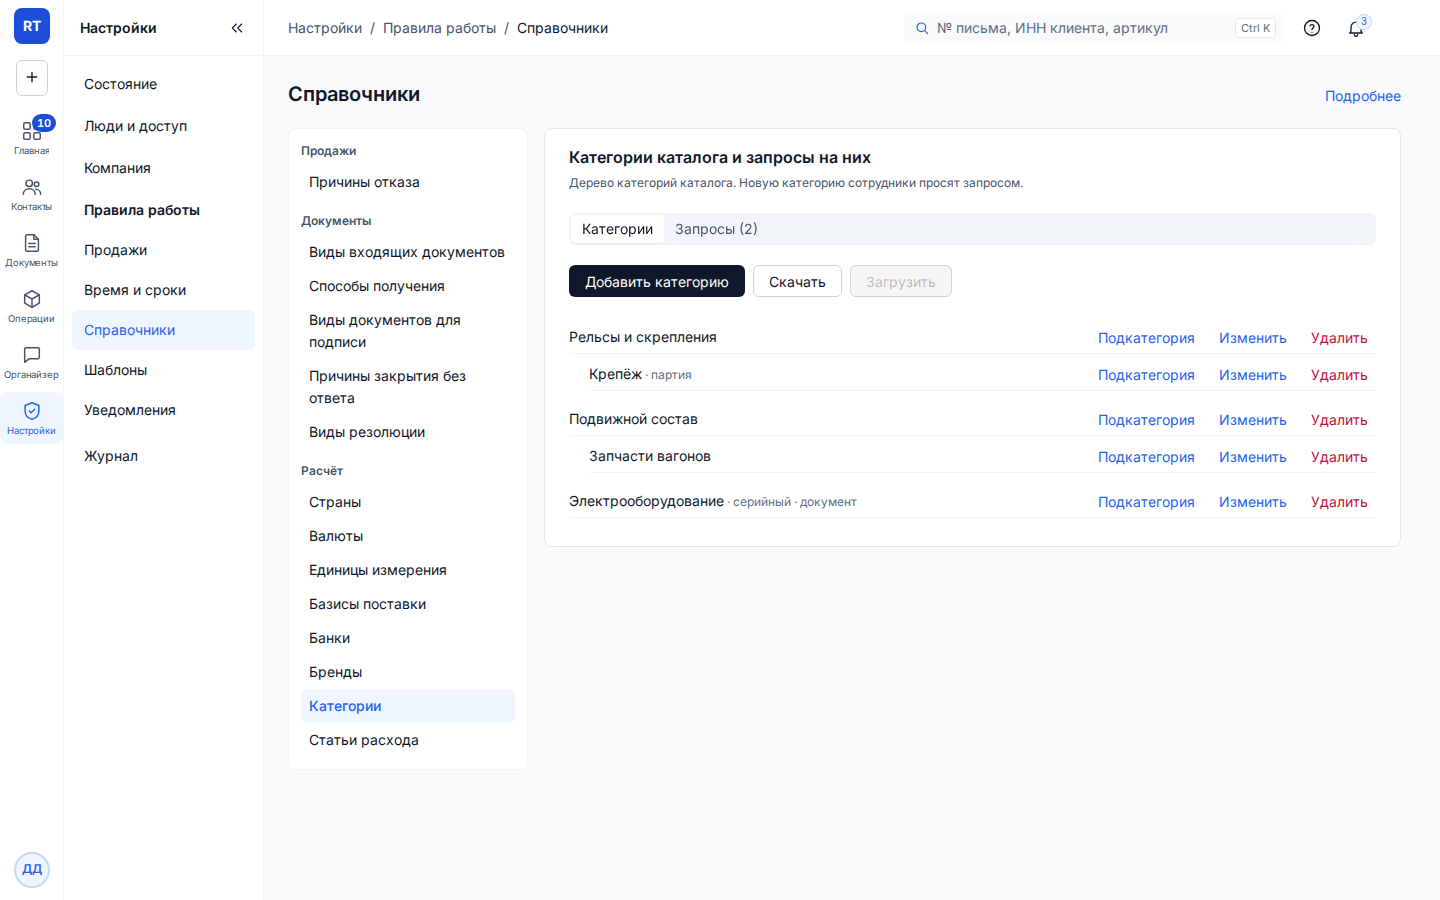 RT
Настройки
Настройки / Правила работы / Справочники
№ письма, ИНН клиента, артикул
Ctrl K
3
10
Главная
Контакты
Документы
Операции
Органайзер
Настройки
ДД
Состояние
Люди и доступ
Компания
Правила работы
Продажи
Время и сроки
Справочники
Шаблоны
Уведомления
Журнал
Справочники
Подробнее
Продажи
Причины отказа
Документы
Виды входящих документов
Способы получения
Виды документов для
подписи
Причины закрытия без
ответа
Виды резолюции
Расчёт
Страны
Валюты
Единицы измерения
Базисы поставки
Банки
Бренды
Категории
Статьи расхода
Категории каталога и запросы на них
Дерево категорий каталога. Новую категорию сотрудники просят запросом.
Категории Запросы (2)
Добавить категорию Скачать Загрузить
Рельсы и скрепления Подкатегория Изменить Удалить
Крепёж · партия Подкатегория Изменить Удалить
Подвижной состав Подкатегория Изменить Удалить
Запчасти вагонов Подкатегория Изменить Удалить
Электрооборудование · серийный · документ Подкатегория Изменить Удалить